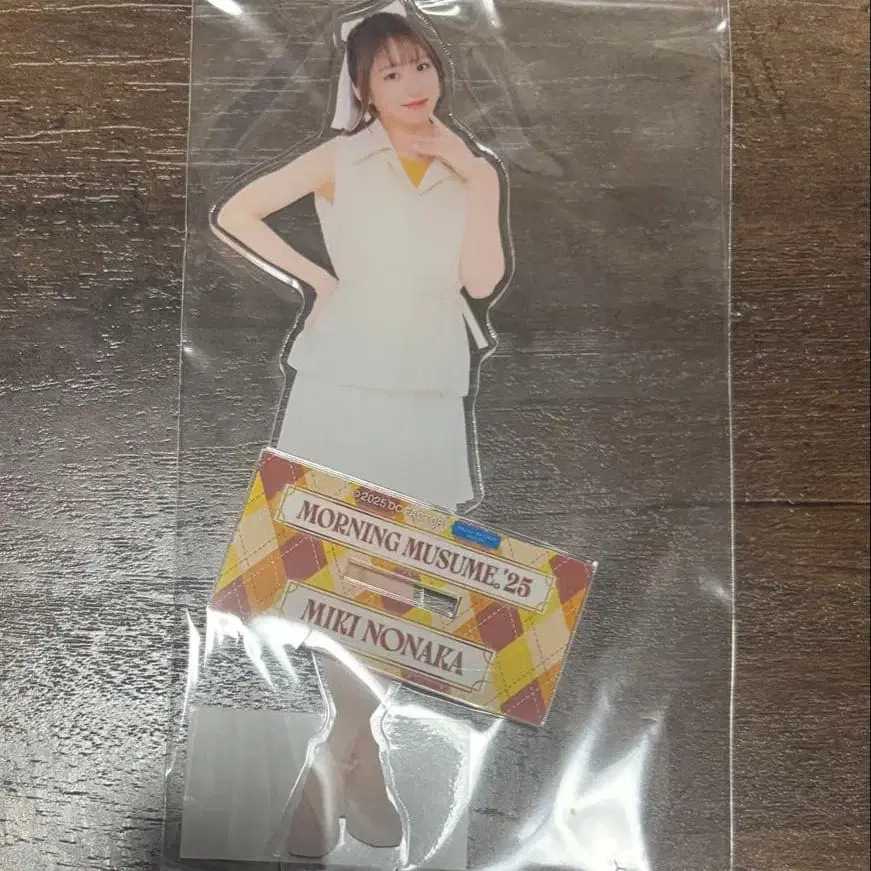 ©2025 DC FACTORY
MORNING MUSUME。'25
MIKI NONAKA